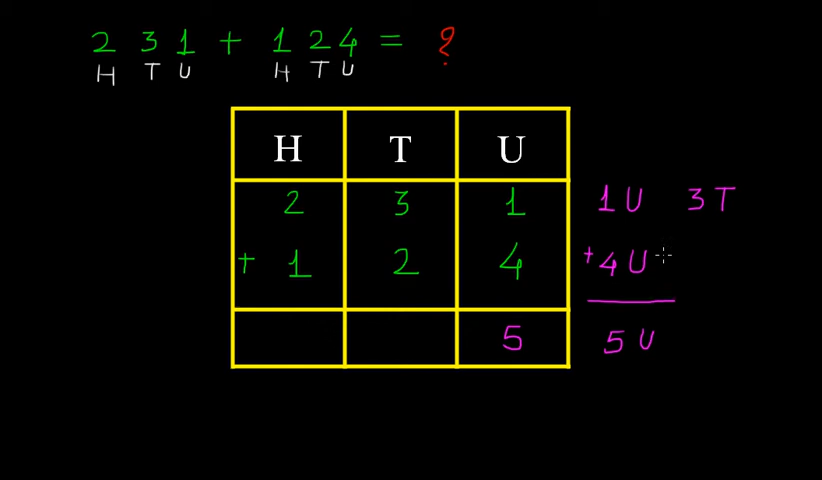 2 3 1 + 1 2 4 = ?
H T U H T U
H T U
2 3 1 1U 3T
+ 1 2 4 +4U
5 5U